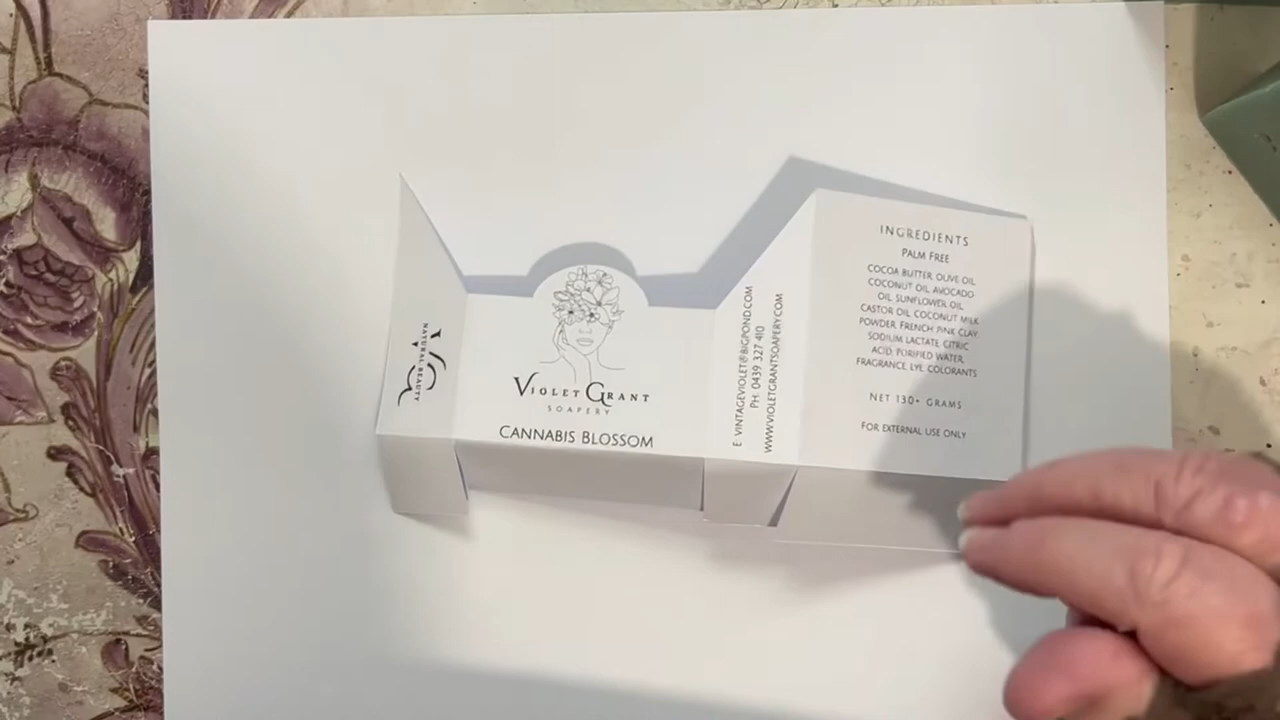 NATURAL BEAUTY
VIOLET GRANT
SOAPERY
CANNABIS BLOSSOM
E VINTAGEVIOLET@BIGPOND.COM
PH: 0439 327 410
WWW.VIOLETGRANTSOAPERY.COM
INGREDIENTS
PALM FREE
COCOA BUTTER OLIVE OIL
COCONUT OIL AVOCADO
OIL SUNFLOWER OIL
CASTOR OIL COCONUT MILK
POWDER FRENCH PINK CLAY
SODIUM LACTATE CITRIC
ACID PURIFIED WATER
FRAGRANCE LYE COLORANTS
NET 130+ GRAMS
FOR EXTERNAL USE ONLY